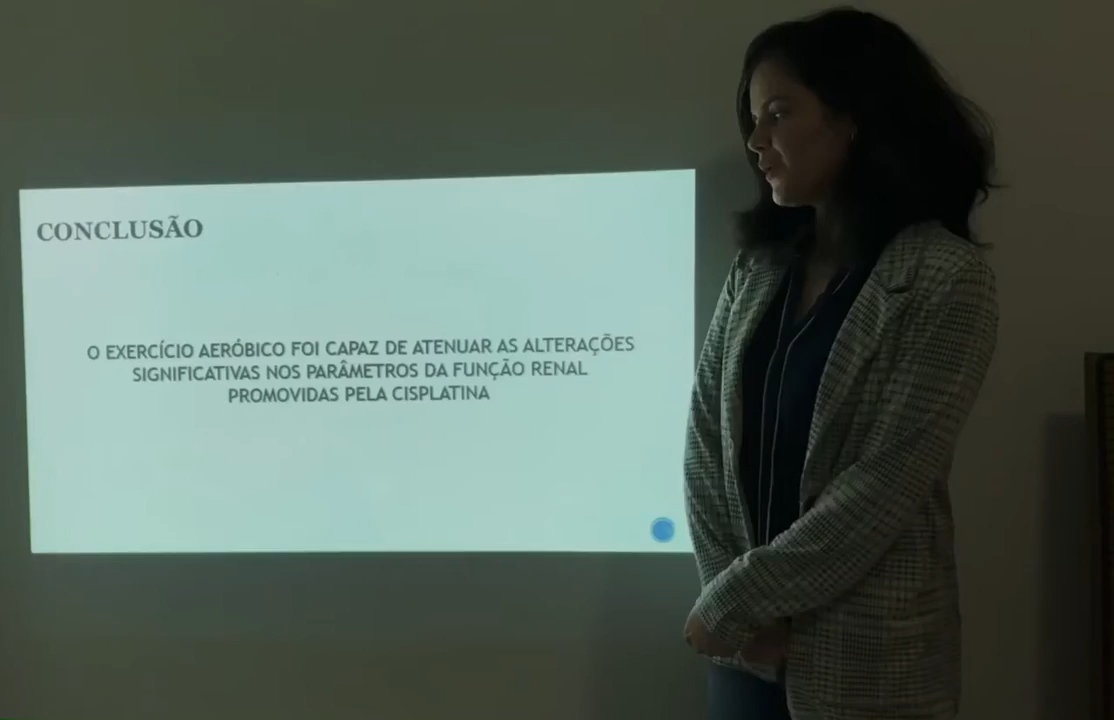 CONCLUSÃO
O EXERCÍCIO AERÓBICO FOI CAPAZ DE ATENUAR AS ALTERAÇÕES
SIGNIFICATIVAS NOS PARÂMETROS DA FUNÇÃO RENAL
PROMOVIDAS PELA CISPLATINA